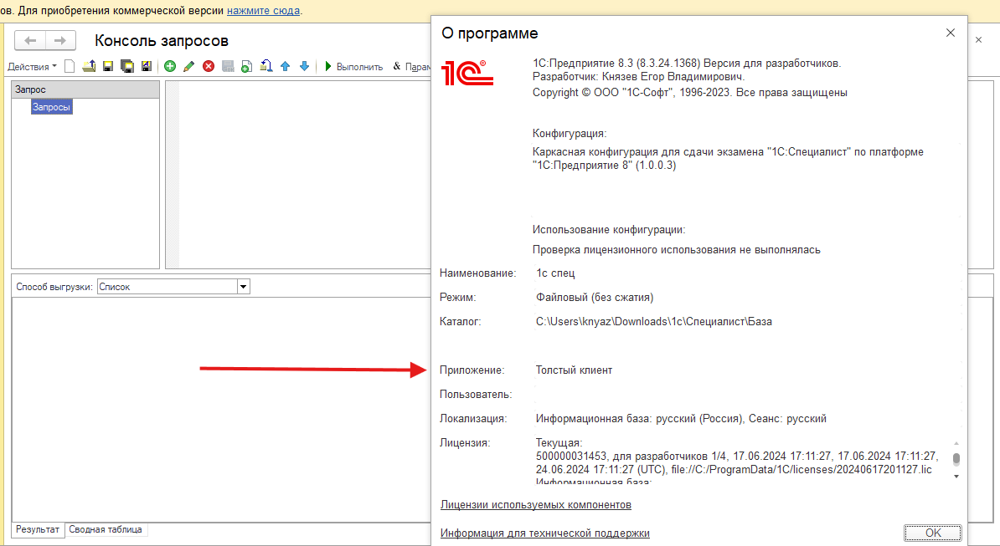 ов. Для приобретения коммерческой версии нажмите сюда.
Консоль запросов
Действия
Выполнить
& Парам
Запрос
Запросы
Способ выгрузки: Список
Результат
Сводная таблица
О программе
1С
1С:Предприятие 8.3 (8.3.24.1368) Версия для разработчиков.
Разработчик: Князев Егор Владимирович.
Copyright © ООО "1С-Софт", 1996-2023. Все права защищены
Конфигурация:
Каркасная конфигурация для сдачи экзамена "1С:Специалист" по платформе
"1С:Предприятие 8" (1.0.0.3)
Использование конфигурации:
Проверка лицензионного использования не выполнялась
Наименование: 1с спец
Режим: Файловый (без сжатия)
Каталог: C:\Users\knyaz\Downloads\1c\Специалист\База
Приложение: Толстый клиент
Пользователь:
Локализация: Информационная база: русский (Россия), Сеанс: русский
Лицензия: Текущая:
500000031453, для разработчиков 1/4, 17.06.2024 17:11:27, 17.06.2024 17:11:27,
24.06.2024 17:11:27 (UTC), file://C:/ProgramData/1C/licenses/20240617201127.lic
Информационная база:
Лицензии используемых компонентов
Информация для технической поддержки
OK